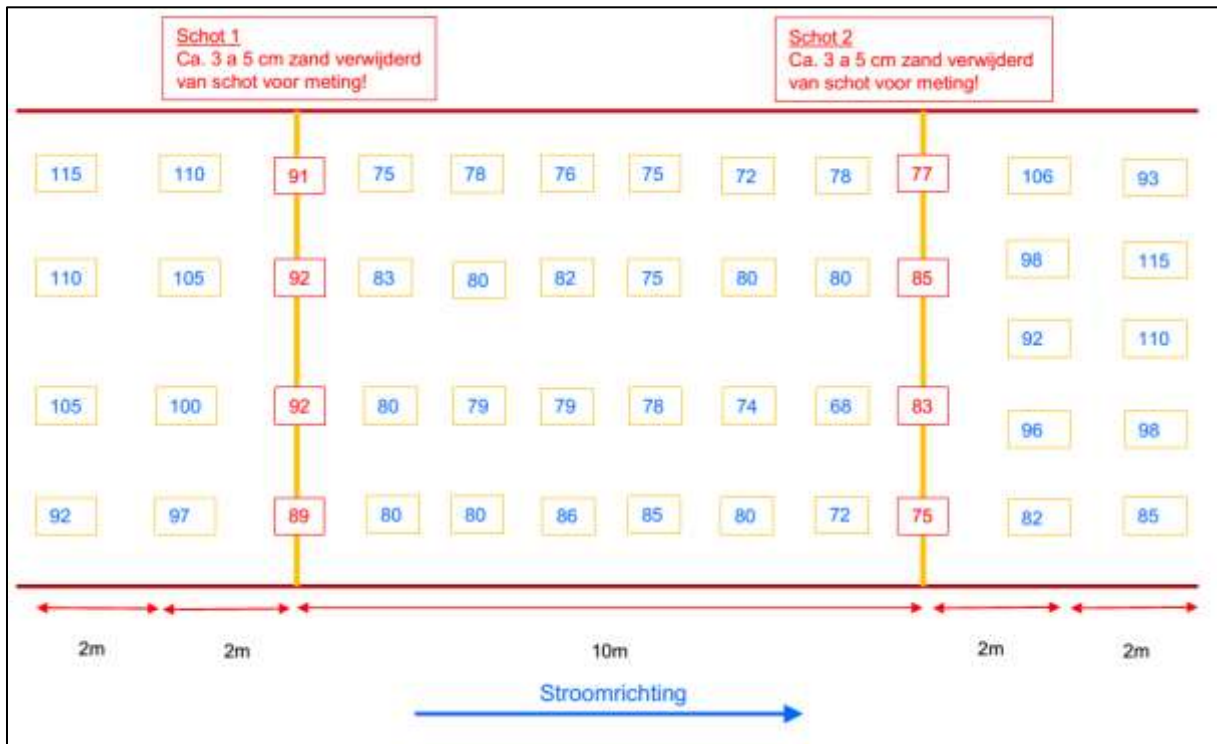 Schot 1
Ca. 3 a 5 cm zand verwijderd
van schot voor meting!
Schot 2
Ca. 3 a 5 cm zand verwijderd
van schot voor meting!
115 110 91 75 78 76 75 72 78 77 106 93
110 105 92 83 80 82 75 80 80 85 98 115
92 110
105 100 92 80 79 79 78 74 68 83 96 98
92 97 89 80 80 86 85 80 72 75 82 85
2m 2m 10m 2m 2m
Stroomrichting